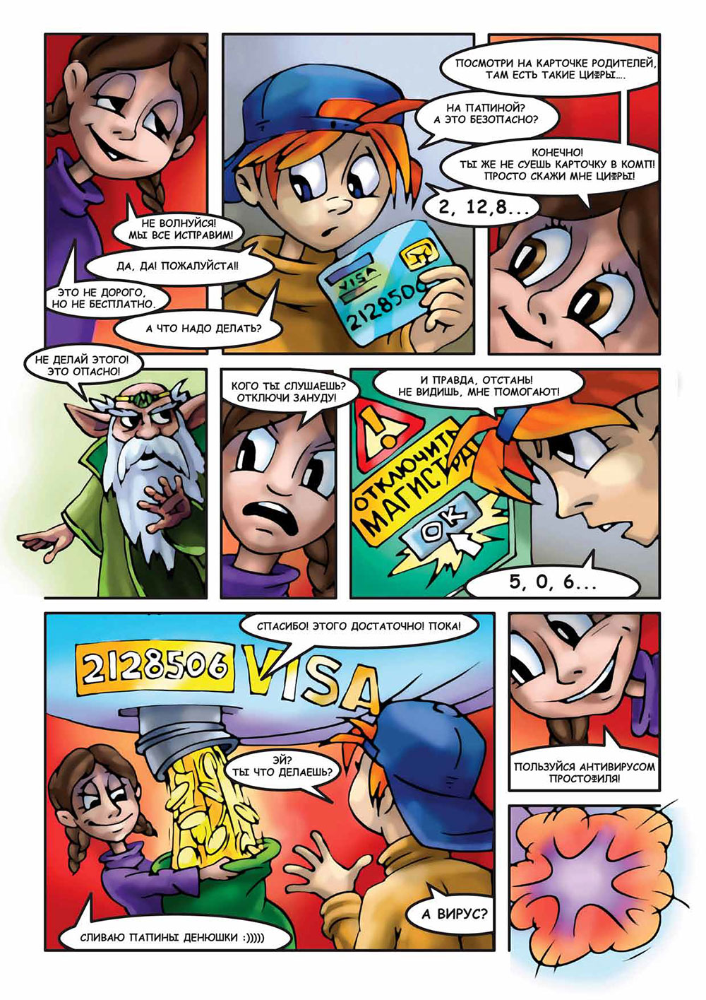 НЕ ВОЛНУЙСЯ!
МЫ ВСЕ ИСПРАВИМ!
ДА, ДА! ПОЖАЛУЙСТА!!
ЭТО НЕ ДОРОГО,
НО НЕ БЕСПЛАТНО.
А ЧТО НАДО ДЕЛАТЬ?
VISA
2128506
ПОСМОТРИ НА КАРТОЧКЕ РОДИТЕЛЕЙ,
ТАМ ЕСТЬ ТАКИЕ ЦИФРЫ....
НА ПАПИНОЙ?
А ЭТО БЕЗОПАСНО?
КОНЕЧНО!
ТЫ ЖЕ НЕ СУЕШЬ КАРТОЧКУ В КОМП!
ПРОСТО СКАЖИ МНЕ ЦИФРЫ!
2, 12,8...
НЕ ДЕЛАЙ ЭТОГО!
ЭТО ОПАСНО!
М
КОГО ТЫ СЛУШАЕШЬ?
ОТКЛЮЧИ ЗАНУДУ!
И ПРАВДА, ОТСТАНЬ!
НЕ ВИДИШЬ, МНЕ ПОМОГАЮТ!
!
ОТКЛЮЧИТЬ
МАГИСТРА
OK
5, 0, 6...
СПАСИБО! ЭТОГО ДОСТАТОЧНО! ПОКА!
2128506 VISA
ЭЙ?
ТЫ ЧТО ДЕЛАЕШЬ?
СЛИВАЮ ПАПИНЫ ДЕНЮШКИ :)))))
А ВИРУС?
ПОЛЬЗУЙСЯ АНТИВИРУСОМ
ПРОСТОФИЛЯ!